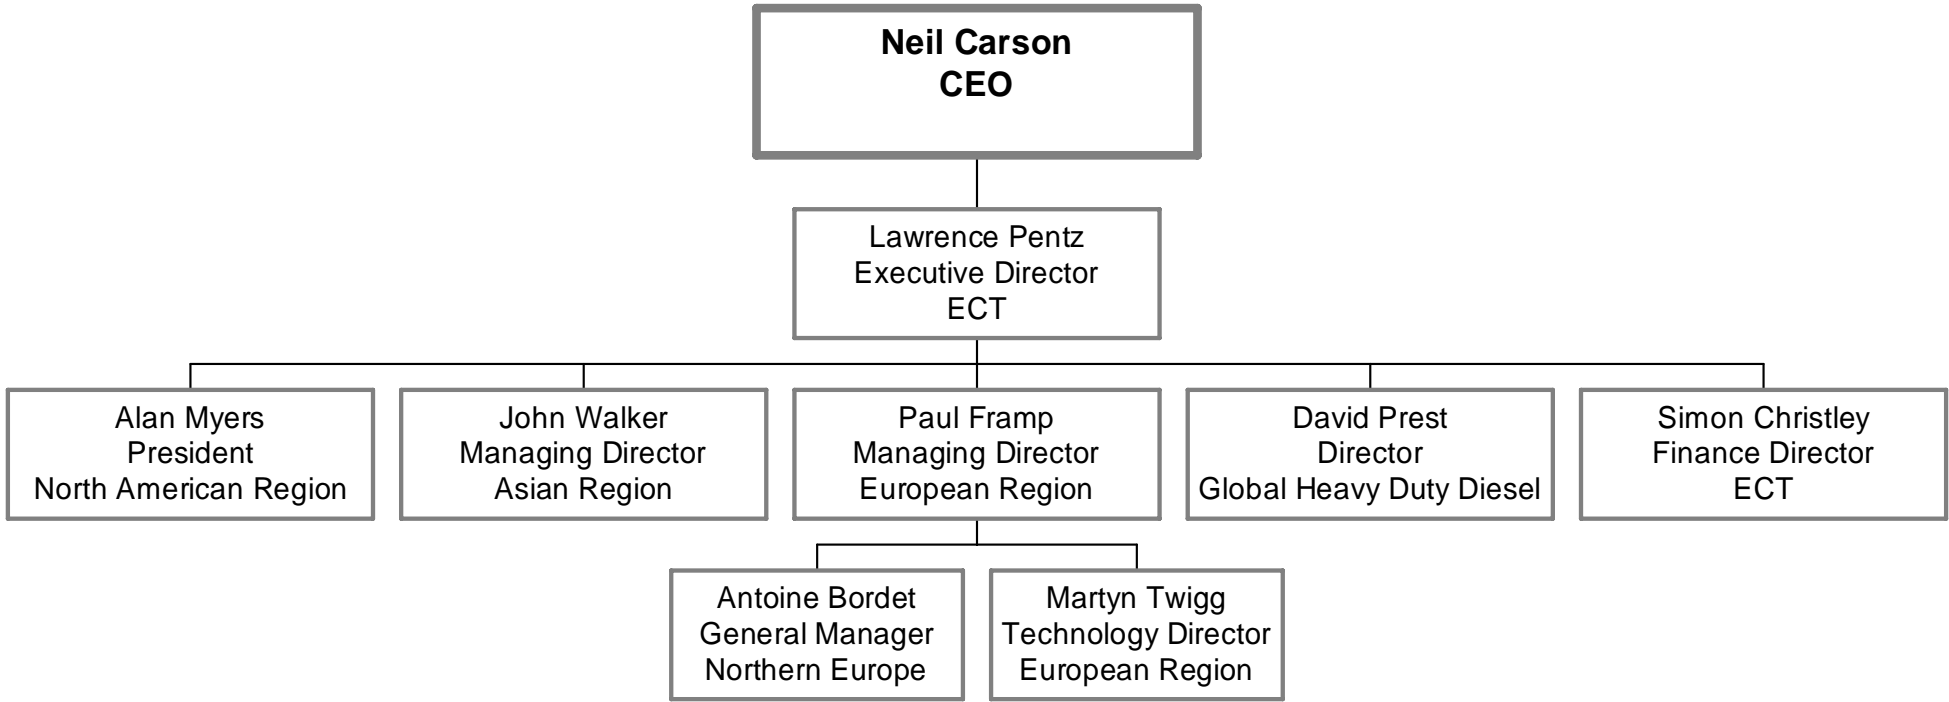 Neil Carson
CEO
Lawrence Pentz
Executive Director
ECT
Alan Myers
President
North American Region
John Walker
Managing Director
Asian Region
Paul Framp
Managing Director
European Region
David Prest
Director
Global Heavy Duty Diesel
Simon Christley
Finance Director
ECT
Antoine Bordet
General Manager
Northern Europe
Martyn Twigg
Technology Director
European Region